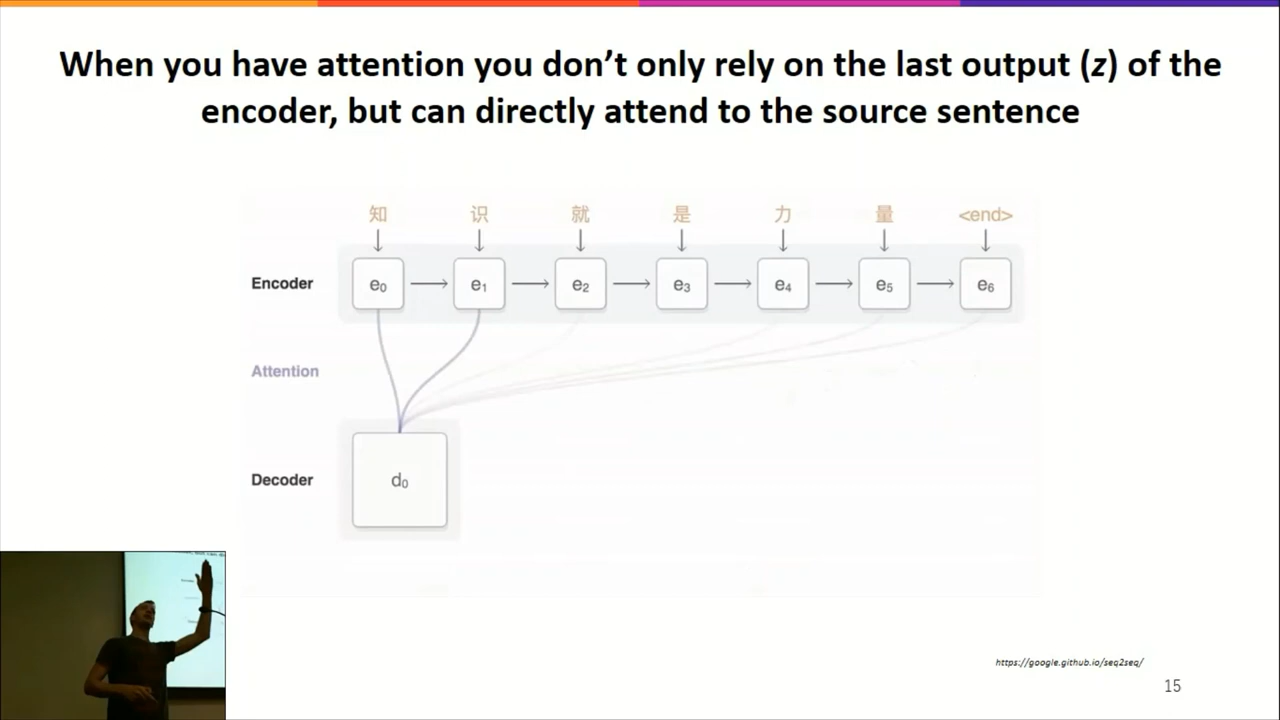 When you have attention you don't only rely on the last output (z) of the
encoder, but can directly attend to the source sentence
知 识 就 是 力 量 <end>
Encoder e0 e1 e2 e3 e4 e5 e6
Attention
Decoder d0
https://google.github.io/seq2seq/
15